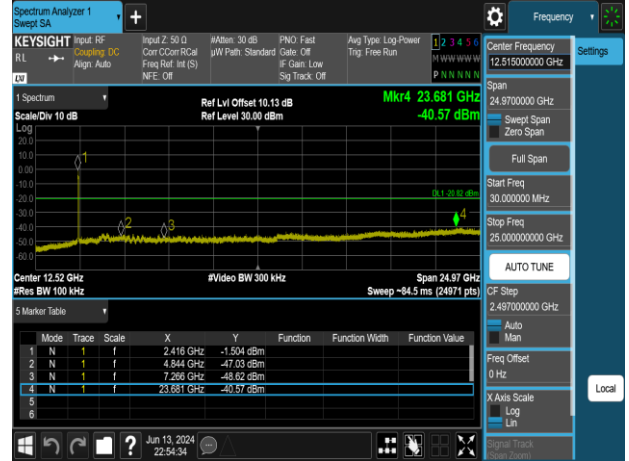 Spectrum Analyzer 1
Swept SA
Frequency
KEYSIGHT
R L
LXI
Input: RF
Coupling: DC
Align: Auto
Input Z: 50 Ω
Corr CCorr RCal
Freq Ref: Int (S)
NFE: Off
#Atten: 30 dB
µW Path: Standard
PNO: Fast
Gate: Off
IF Gain: Low
Sig Track: Off
Avg Type: Log-Power
Trig: Free Run
1 2 3 4 5 6
M W W W W W
P N N N N N
1 Spectrum
Scale/Div 10 dB
Ref Lvl Offset 10.13 dB
Ref Level 30.00 dBm
Mkr4 23.681 GHz
-40.57 dBm
Log
20.0
10.0
0.00
-10.0
-20.0
-30.0
-40.0
-50.0
-60.0
1
2
3
4
DL1 -20.82 dBm
Center 12.52 GHz
#Video BW 300 kHz
Span 24.97 GHz
#Res BW 100 kHz
Sweep ~84.5 ms (24971 pts)
5 Marker Table
Mode Trace Scale X Y Function Function Width Function Value
1 N 1 f 2.416 GHz -1.504 dBm
2 N 1 f 4.844 GHz -47.03 dBm
3 N 1 f 7.266 GHz -48.62 dBm
4 N 1 f 23.681 GHz -40.57 dBm
5
6
?
Jun 13, 2024
22:54:34
Center Frequency
12.515000000 GHz
Settings
Span
24.9700000 GHz
Swept Span
Zero Span
Full Span
Start Freq
30.000000 MHz
Stop Freq
25.000000000 GHz
AUTO TUNE
CF Step
2.497000000 GHz
Auto
Man
Freq Offset
0 Hz
X Axis Scale
Log
Lin
Local
Signal Track
(Span Zoom)